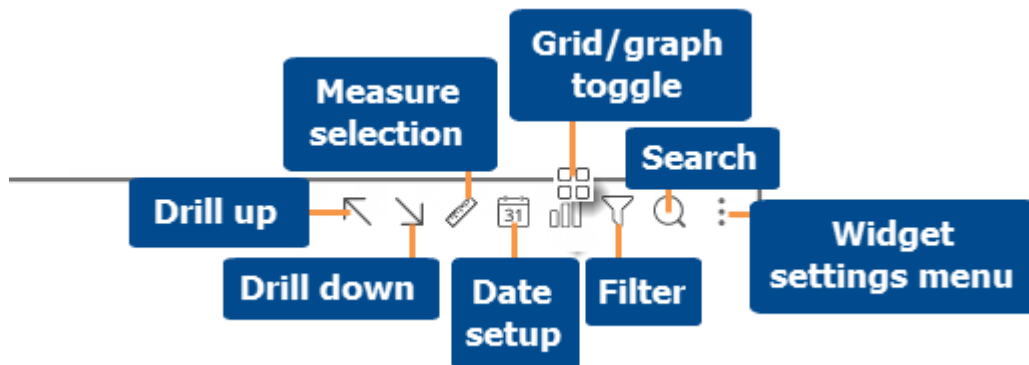 Grid/graph
toggle
Measure
selection
Search
Drill up
31
Widget
settings menu
Drill down
Date
setup
Filter